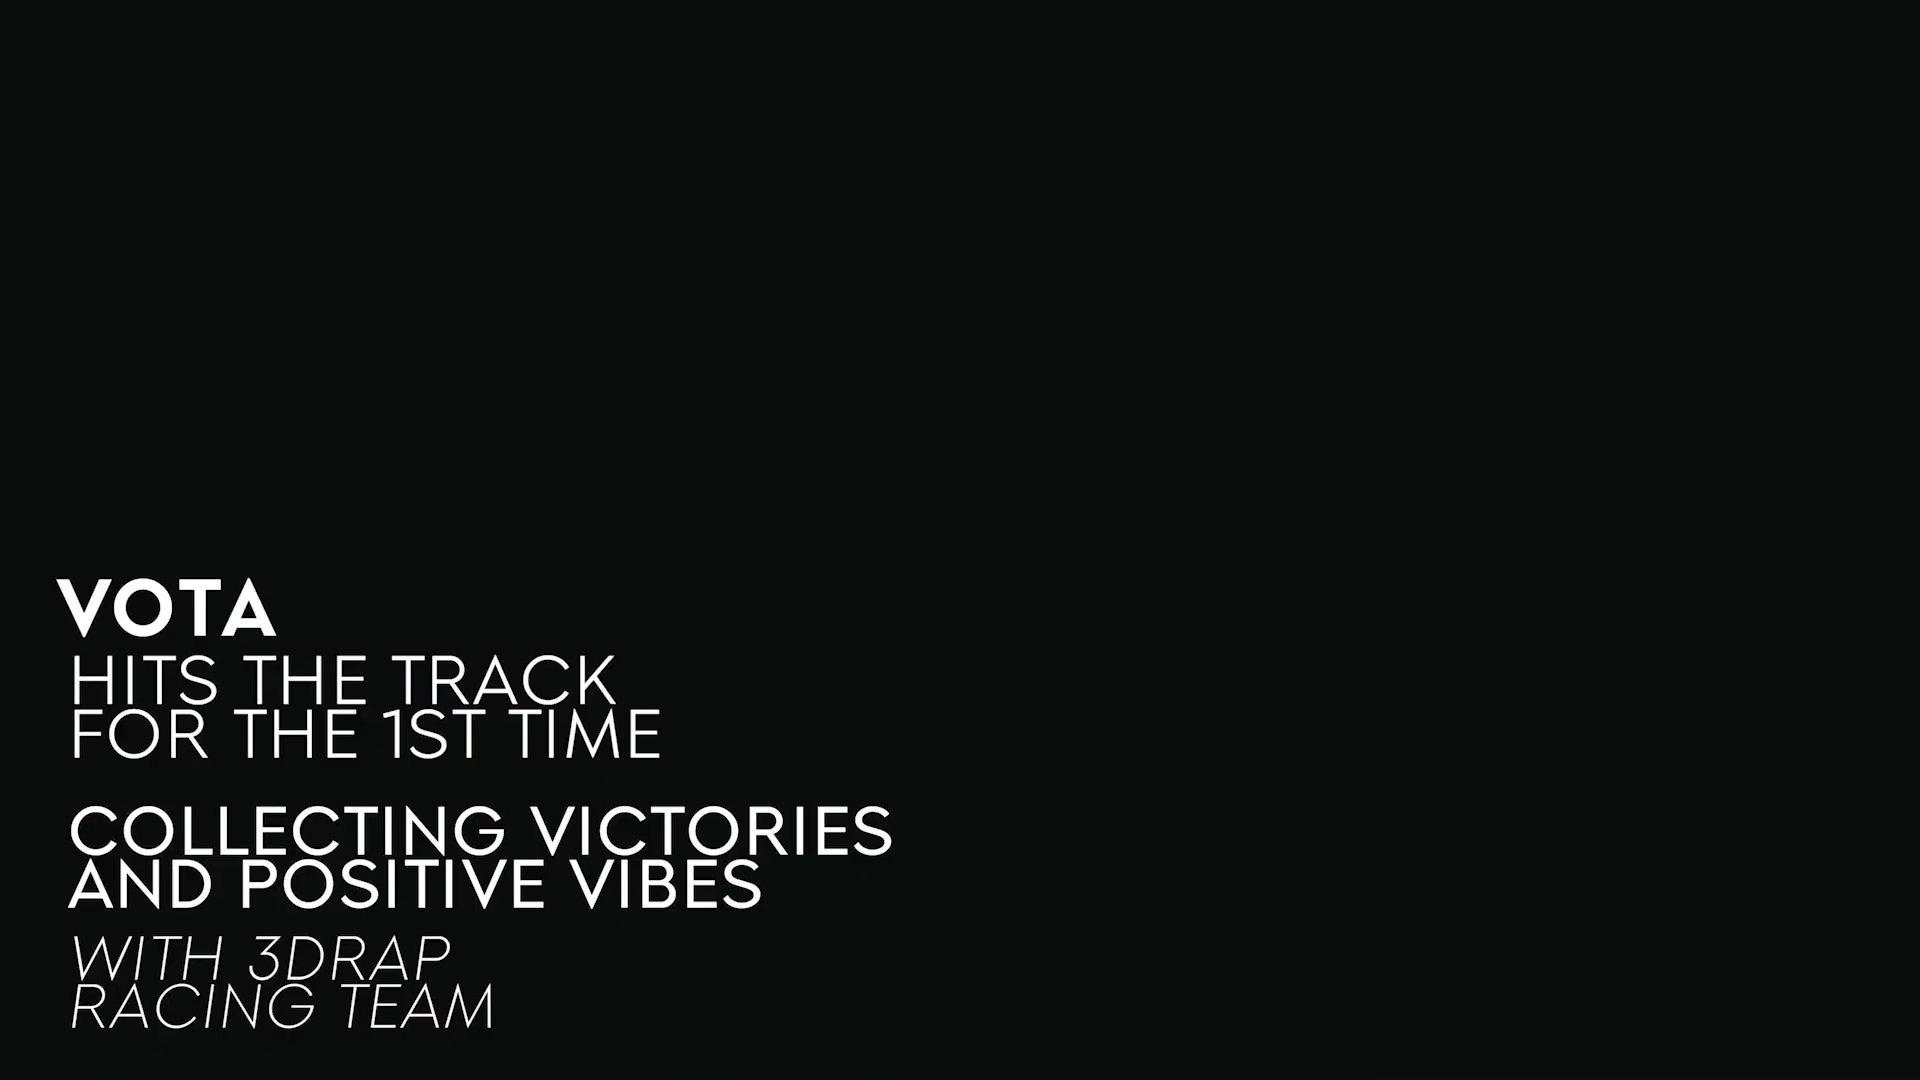 VOTA
HITS THE TRACK
FOR THE 1ST TIME
COLLECTING VICTORIES
AND POSITIVE VIBES
WITH 3DRAP
RACING TEAM